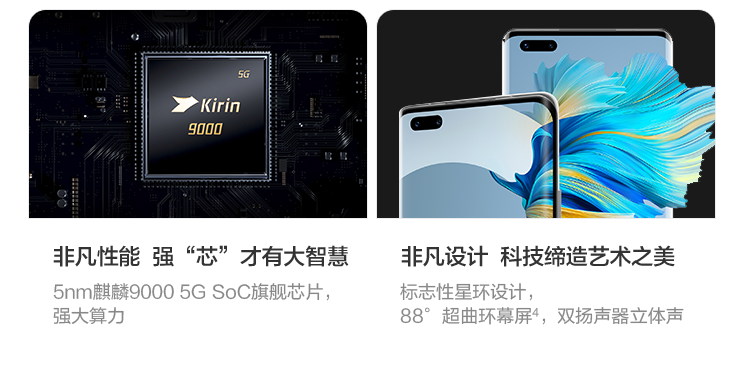 5G
Kirin
9000
非凡性能 强“芯”才有大智慧
5nm麒麟9000 5G SoC旗舰芯片，
强大算力
非凡设计 科技缔造艺术之美
标志性星环设计，
88°超曲环幕屏⁴，双扬声器立体声